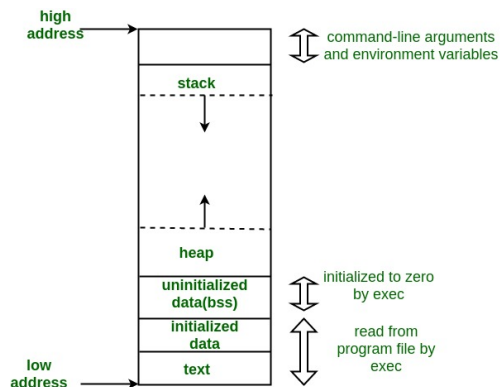 high
address
command-line arguments
and environment variables
stack
heap
uninitialized
data(bss)
initialized to zero
by exec
initialized
data
read from
program file by
exec
low
address
text